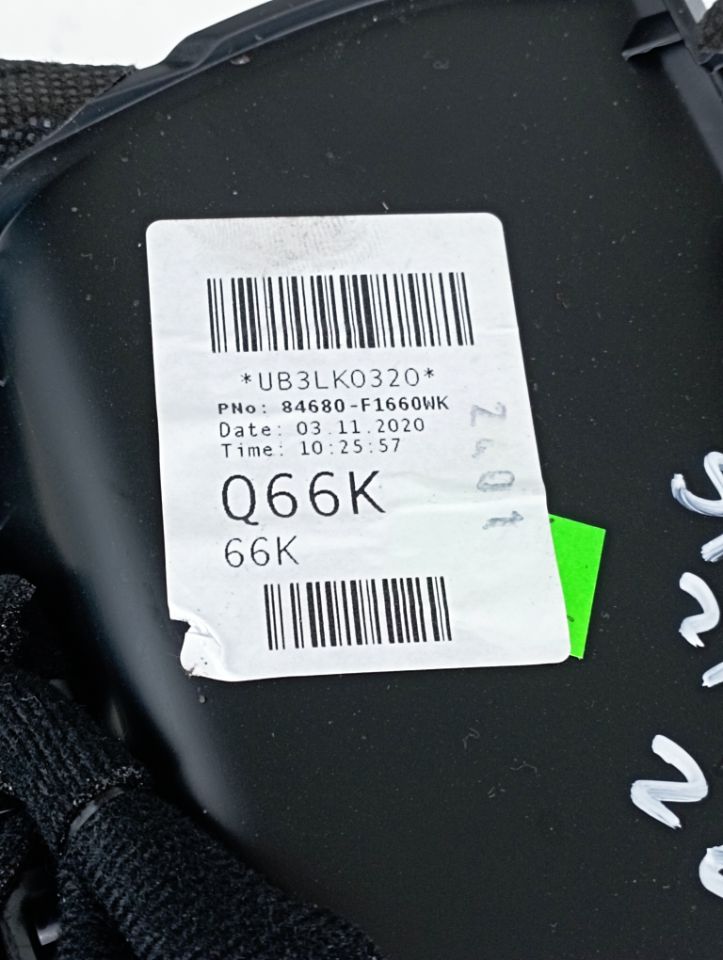 *UB3LK0320*
PNo: 84680-F1660WK
Date: 03.11.2020
Time: 10:25:57
Q66K
66K